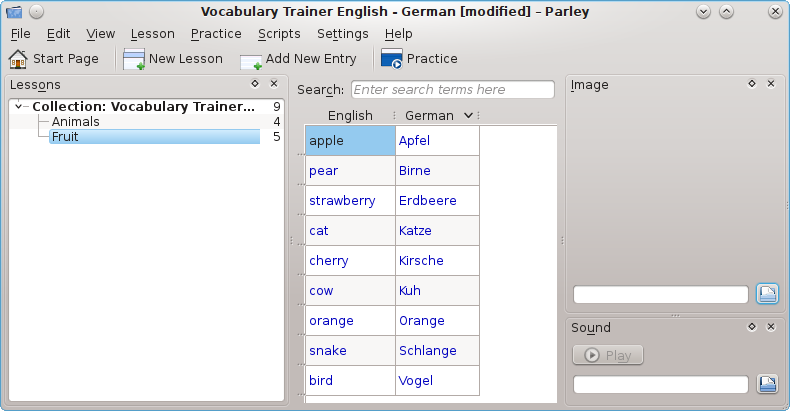 Vocabulary Trainer English - German [modified] – Parley
File Edit View Lesson Practice Scripts Settings Help
Start Page New Lesson Add New Entry Practice
Lessons
Collection: Vocabulary Trainer... 9
Animals 4
Fruit 5
Search: Enter search terms here
English German
apple Apfel
pear Birne
strawberry Erdbeere
cat Katze
cherry Kirsche
cow Kuh
orange Orange
snake Schlange
bird Vogel
Image
Sound
Play